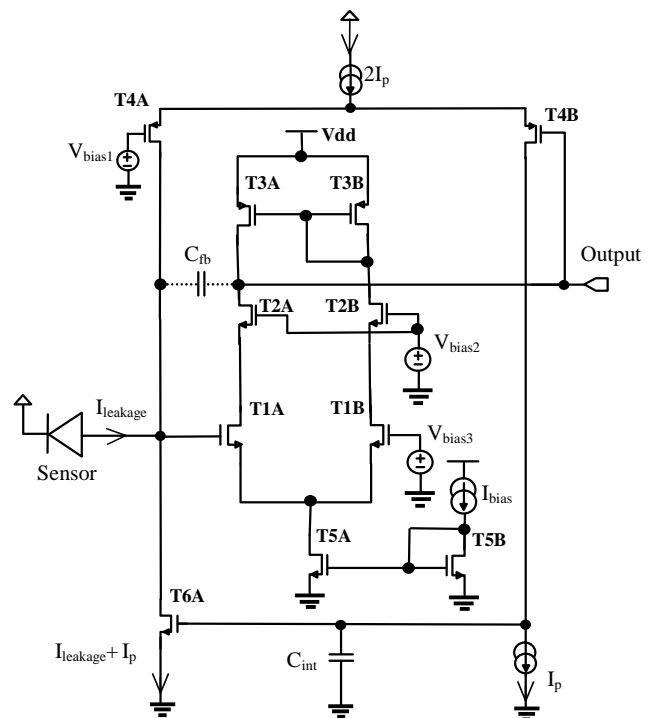 2Ip
T4A
T4B
Vbias1
Vdd
T3A
T3B
Cfb
Output
T2A
T2B
Vbias2
Ileakage
T1A
T1B
Vbias3
Sensor
Ibias
T5A
T5B
T6A
Ileakage+ Ip
Cint
Ip